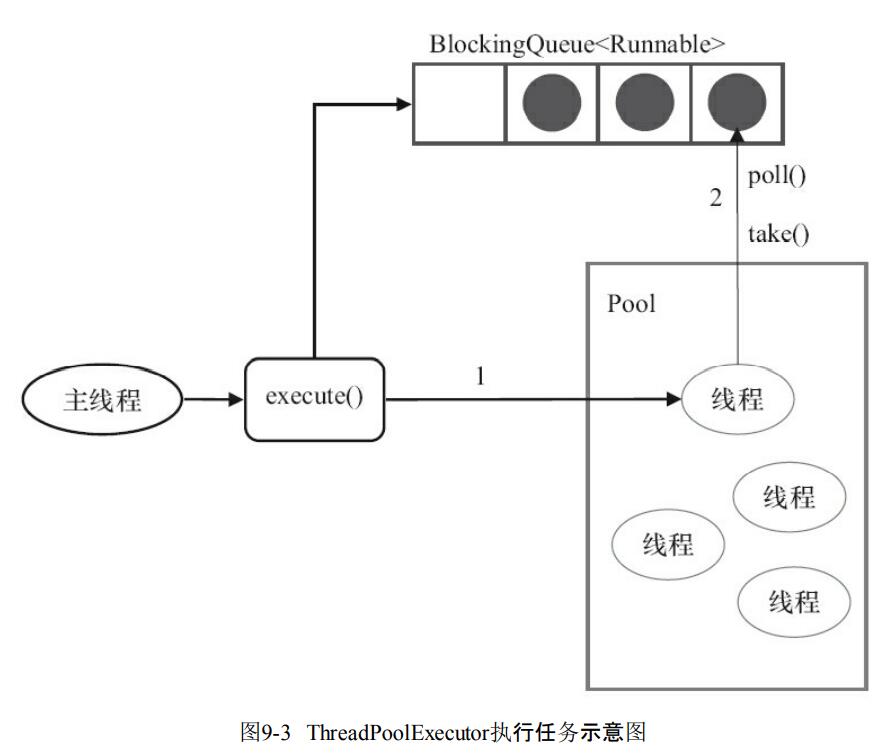 BlockingQueue<Runnable>
poll()
2
take()
Pool
主线程
execute()
1
线程
线程
线程
线程
图9-3 ThreadPoolExecutor执行任务示意图